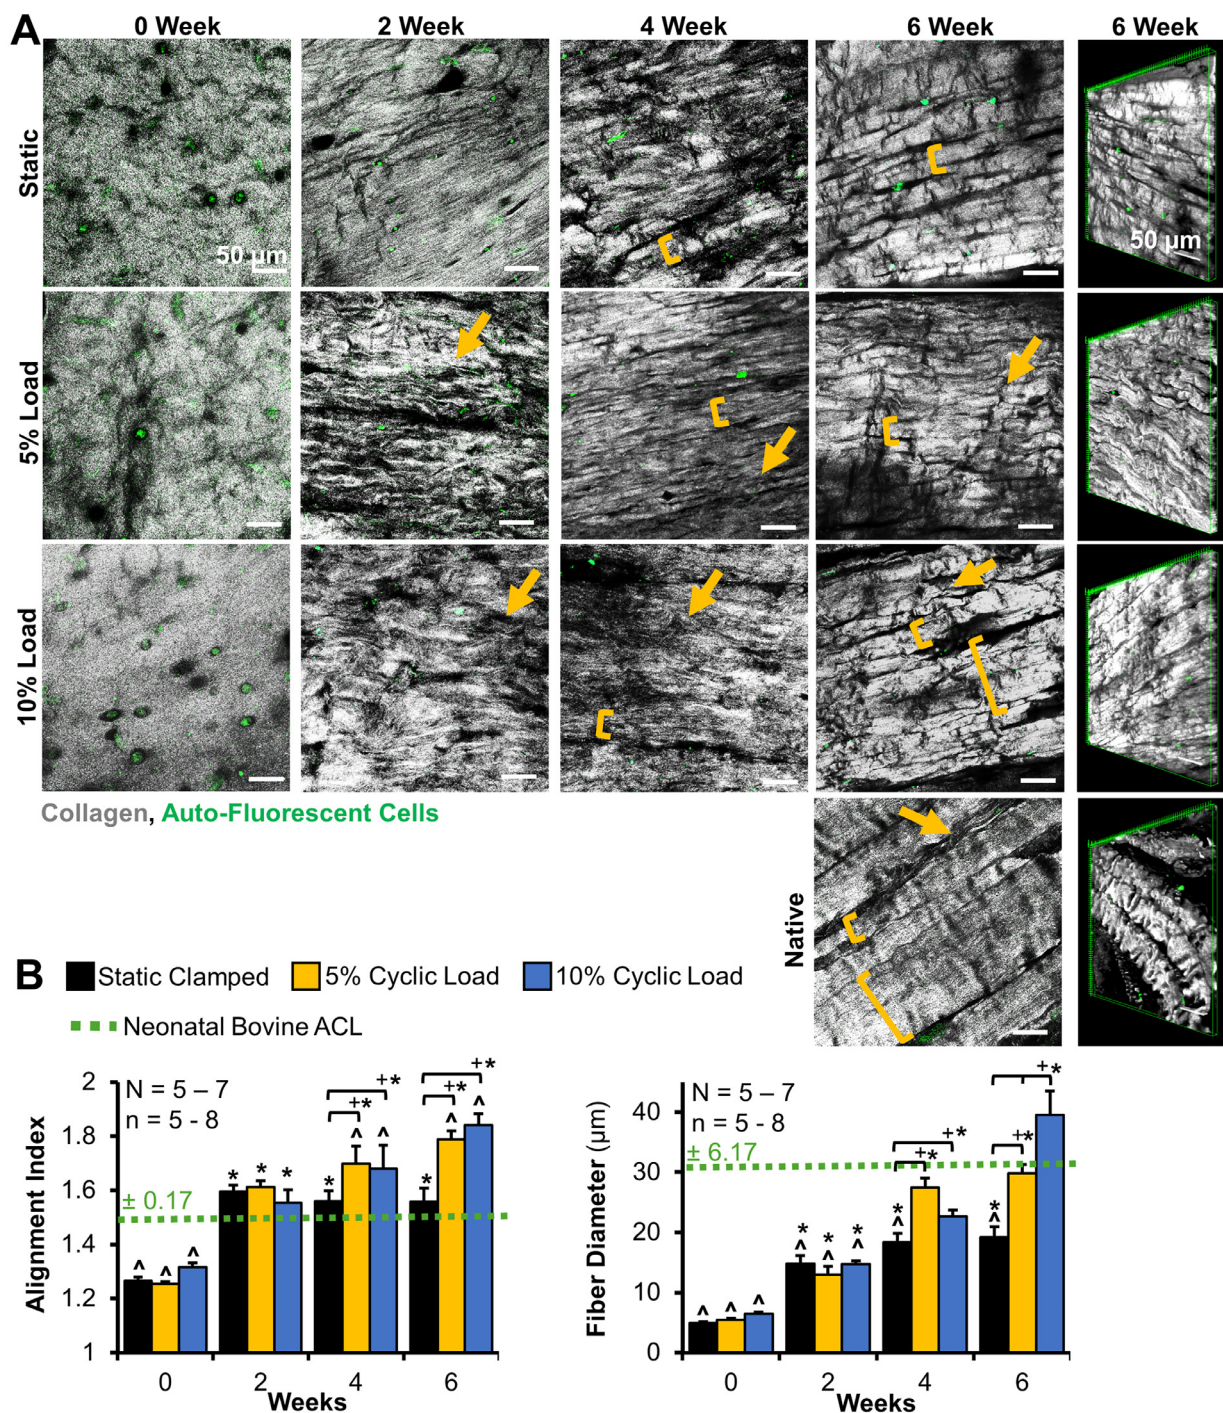 A
0 Week 2 Week 4 Week 6 Week 6 Week
Static
50 µm
50 µm
5% Load
10% Load
Collagen, Auto-Fluorescent Cells
Native
B
Static Clamped 5% Cyclic Load 10% Cyclic Load
Neonatal Bovine ACL
Alignment Index
2
1.8
1.6
1.4
1.2
1
N = 5 – 7
n = 5 - 8
± 0.17
^ ^ ^
* * *
* ^ ^
+* +*
* ^ ^
+* +*
0 2 4 6
Weeks
Fiber Diameter (µm)
40
30
20
10
0
N = 5 – 7
n = 5 - 8
± 6.17
^ ^ ^
* * *
^ ^ ^
*
^
+* +*
*
^
+* +*
0 2 4 6
Weeks